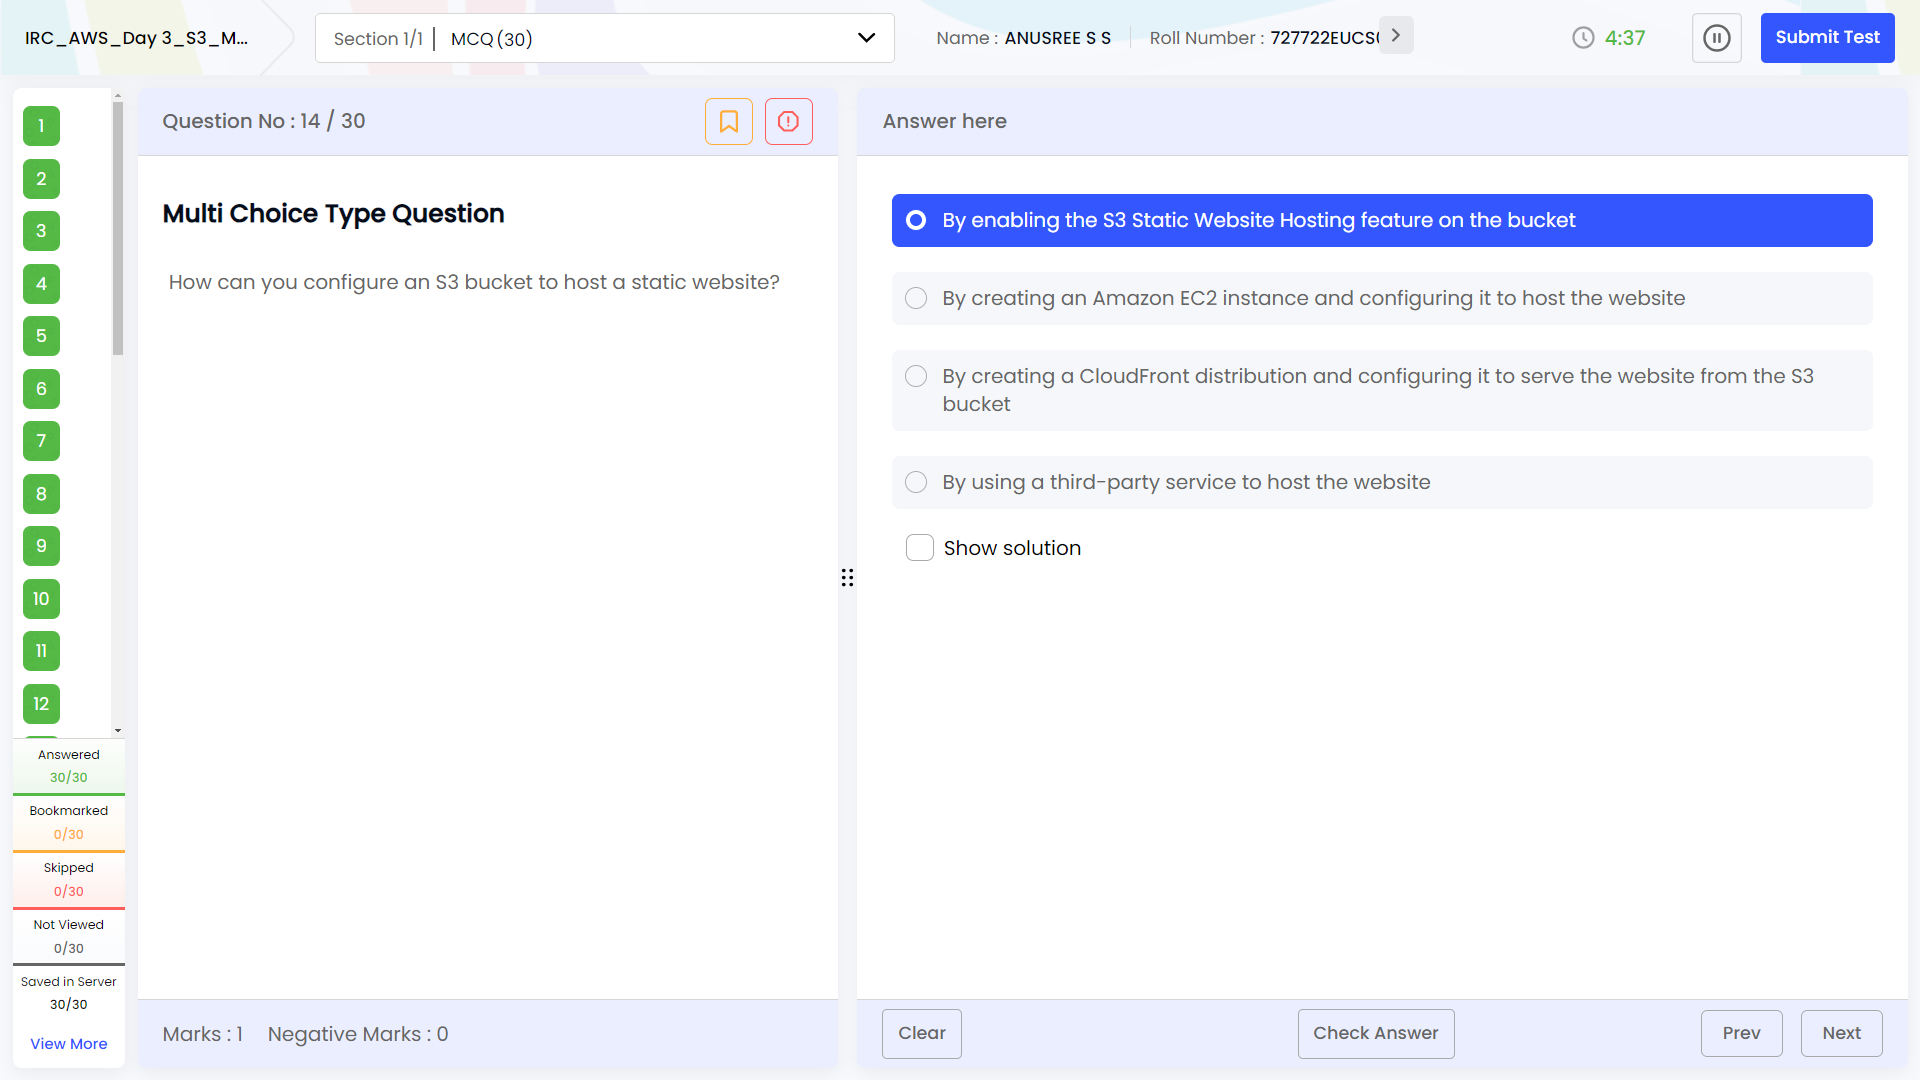 IRC_AWS_Day 3_S3_M...
Section 1/1 | MCQ (30)
Name : ANUSREE S S
Roll Number : 727722EUCS
4:37
Submit Test
1
2
3
4
5
6
7
8
9
10
11
12
Answered
30/30
Bookmarked
0/30
Skipped
0/30
Not Viewed
0/30
Saved in Server
30/30
View More
Question No : 14 / 30
Multi Choice Type Question
How can you configure an S3 bucket to host a static website?
Marks : 1 Negative Marks : 0
Answer here
By enabling the S3 Static Website Hosting feature on the bucket
By creating an Amazon EC2 instance and configuring it to host the website
By creating a CloudFront distribution and configuring it to serve the website from the S3
bucket
By using a third-party service to host the website
Show solution
Clear
Check Answer
Prev
Next